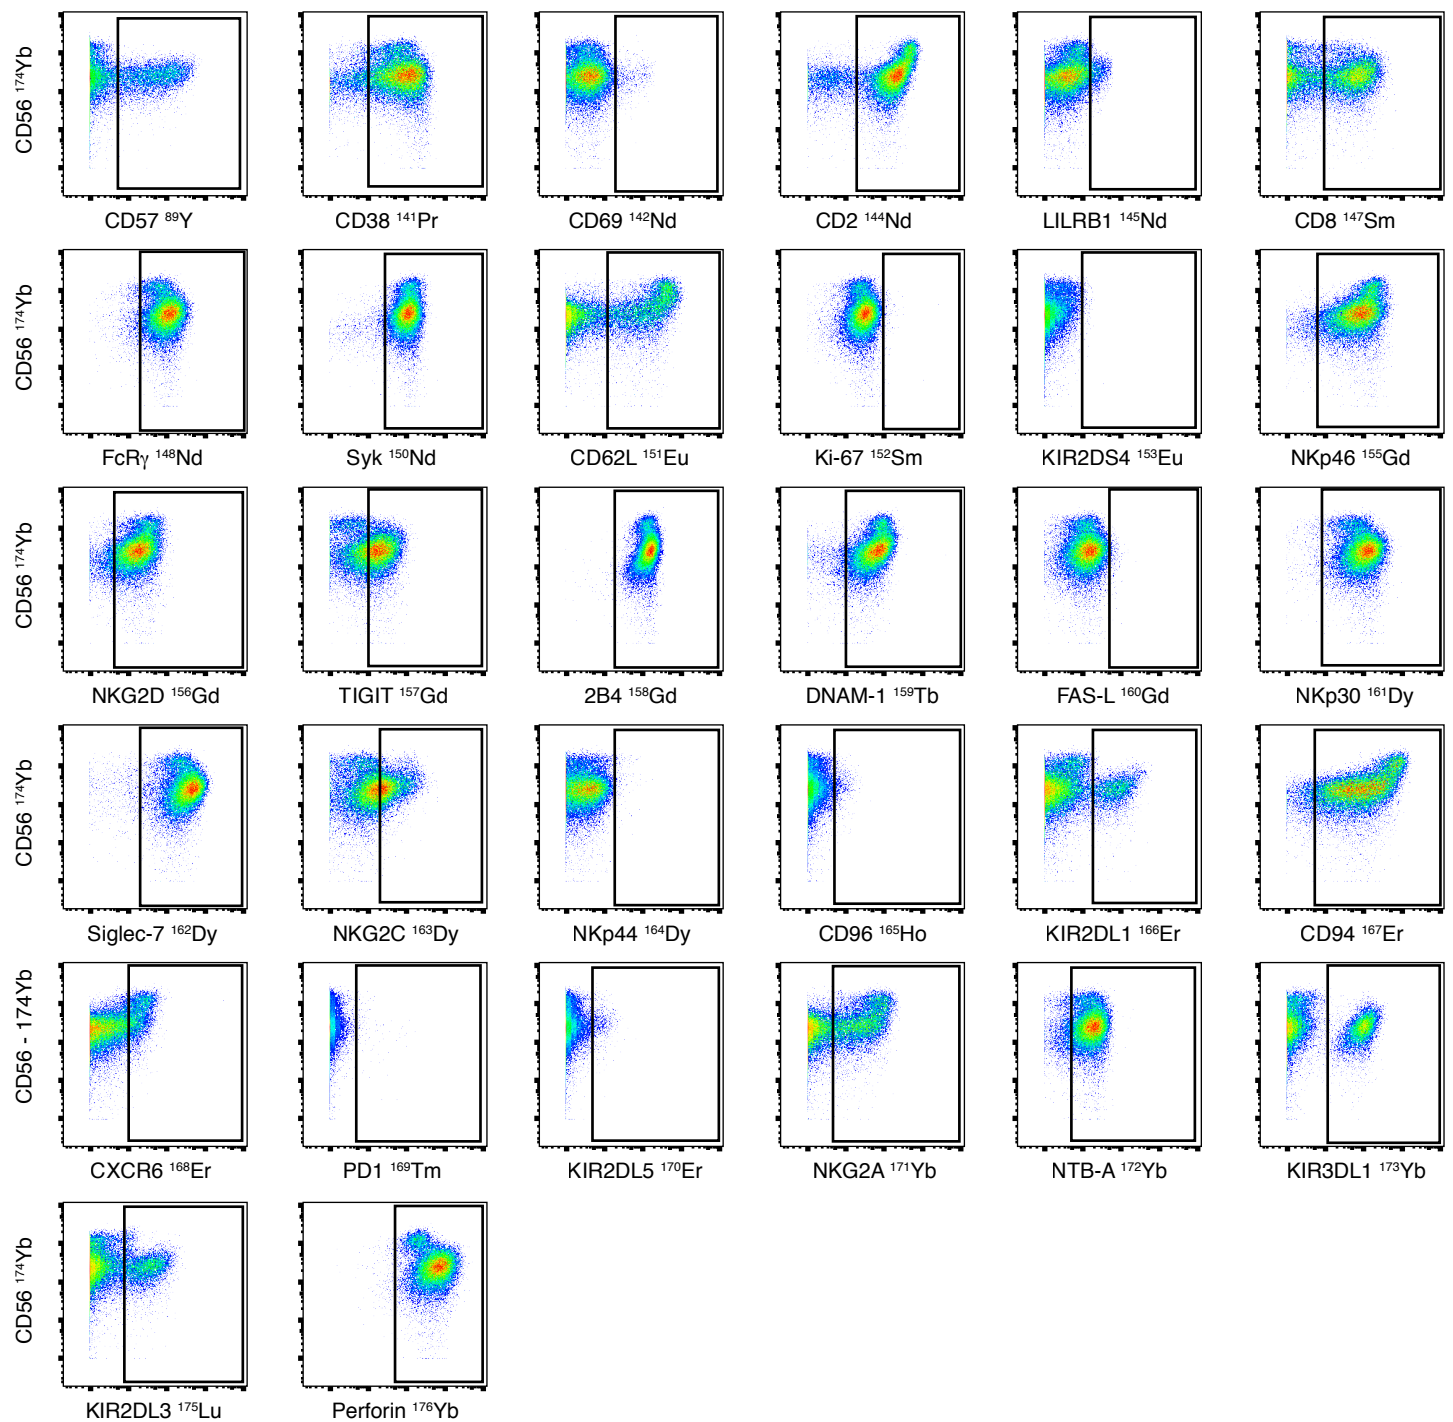 CD56 ¹⁷⁴Yb
CD57 ⁸⁹Y
CD38 ¹⁴¹Pr
CD69 ¹⁴²Nd
CD2 ¹⁴⁴Nd
LILRB1 ¹⁴⁵Nd
CD8 ¹⁴⁷Sm
CD56 ¹⁷⁴Yb
FcRγ ¹⁴⁸Nd
Syk ¹⁵⁰Nd
CD62L ¹⁵¹Eu
Ki-67 ¹⁵²Sm
KIR2DS4 ¹⁵³Eu
NKp46 ¹⁵⁵Gd
CD56 ¹⁷⁴Yb
NKG2D ¹⁵⁶Gd
TIGIT ¹⁵⁷Gd
2B4 ¹⁵⁸Gd
DNAM-1 ¹⁵⁹Tb
FAS-L ¹⁶⁰Gd
NKp30 ¹⁶¹Dy
CD56 ¹⁷⁴Yb
Siglec-7 ¹⁶²Dy
NKG2C ¹⁶³Dy
NKp44 ¹⁶⁴Dy
CD96 ¹⁶⁵Ho
KIR2DL1 ¹⁶⁶Er
CD94 ¹⁶⁷Er
CD56 - 174Yb
CXCR6 ¹⁶⁸Er
PD1 ¹⁶⁹Tm
KIR2DL5 ¹⁷⁰Er
NKG2A ¹⁷¹Yb
NTB-A ¹⁷²Yb
KIR3DL1 ¹⁷³Yb
CD56 ¹⁷⁴Yb
KIR2DL3 ¹⁷⁵Lu
Perforin ¹⁷⁶Yb